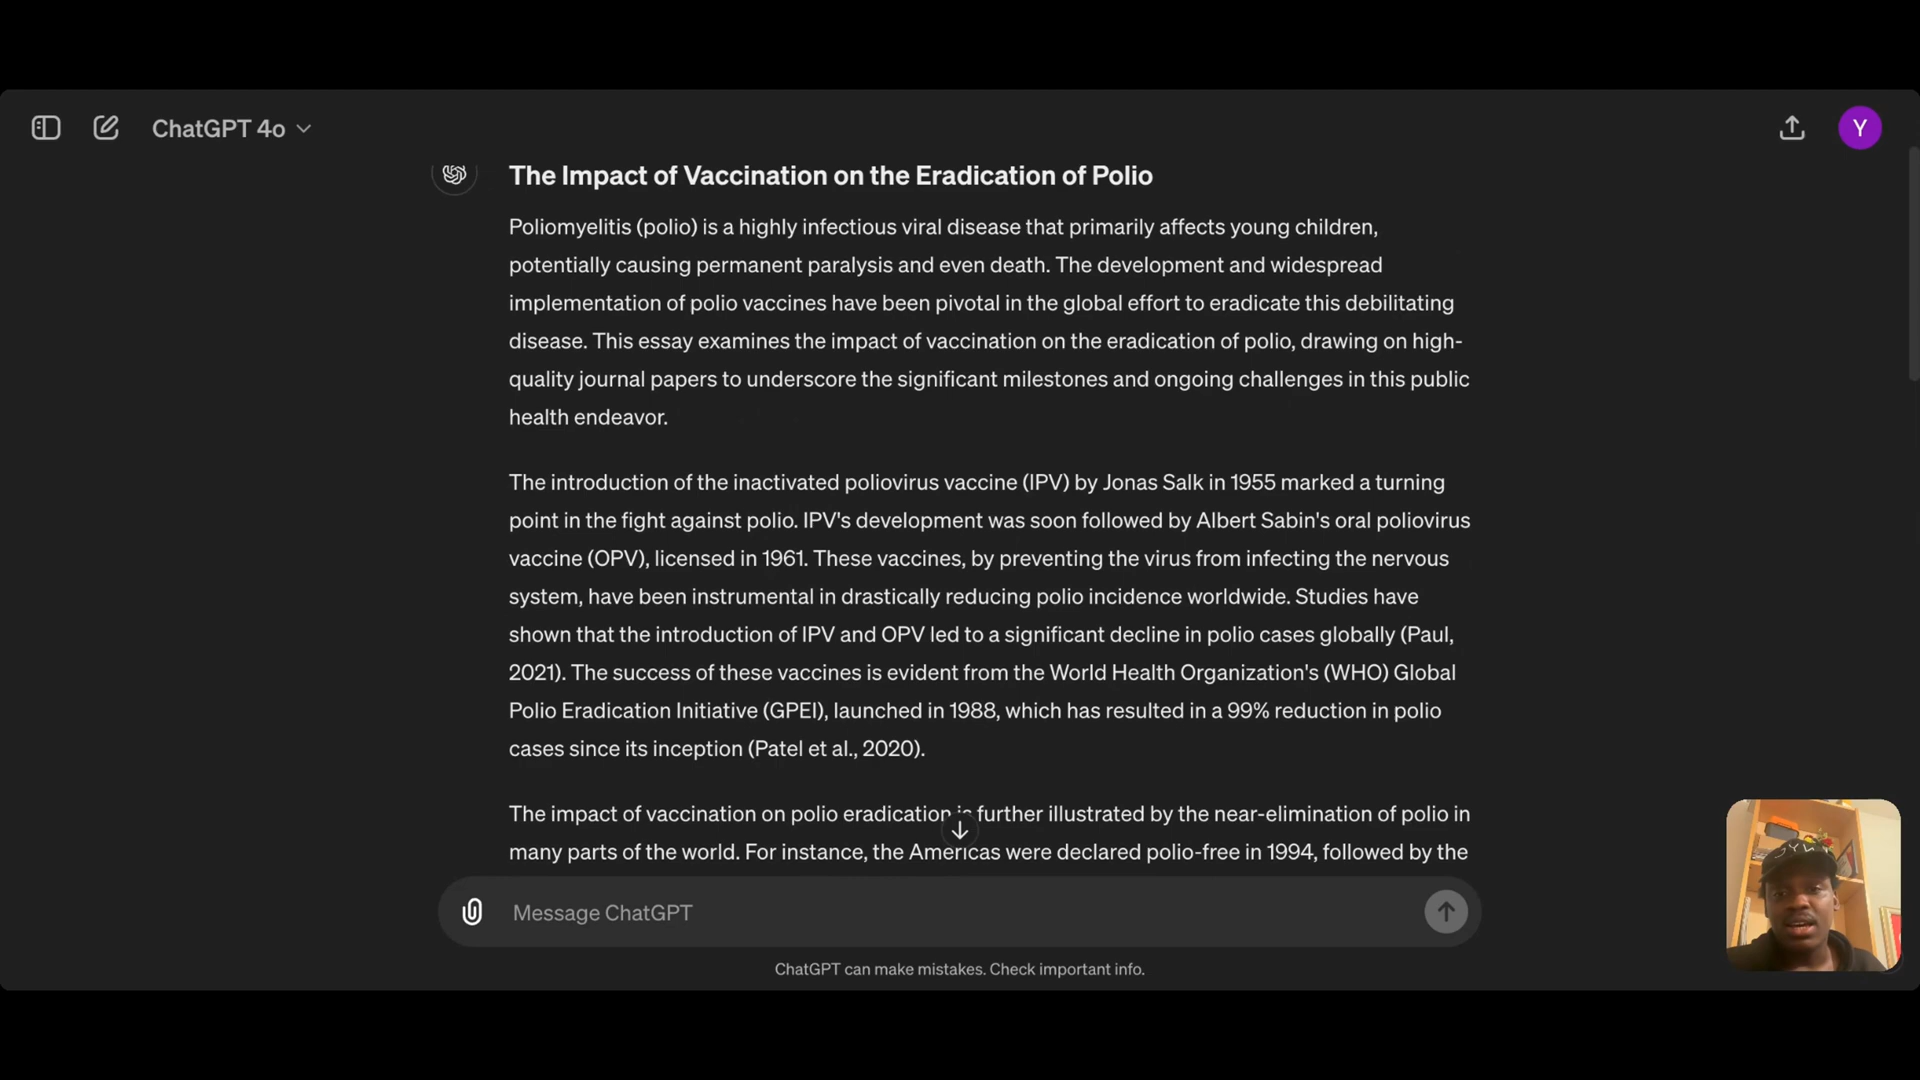 ChatGPT 4o
Y
The Impact of Vaccination on the Eradication of Polio
Poliomyelitis (polio) is a highly infectious viral disease that primarily affects young children,
potentially causing permanent paralysis and even death. The development and widespread
implementation of polio vaccines have been pivotal in the global effort to eradicate this debilitating
disease. This essay examines the impact of vaccination on the eradication of polio, drawing on high-
quality journal papers to underscore the significant milestones and ongoing challenges in this public
health endeavor.
The introduction of the inactivated poliovirus vaccine (IPV) by Jonas Salk in 1955 marked a turning
point in the fight against polio. IPV's development was soon followed by Albert Sabin's oral poliovirus
vaccine (OPV), licensed in 1961. These vaccines, by preventing the virus from infecting the nervous
system, have been instrumental in drastically reducing polio incidence worldwide. Studies have
shown that the introduction of IPV and OPV led to a significant decline in polio cases globally (Paul,
2021). The success of these vaccines is evident from the World Health Organization's (WHO) Global
Polio Eradication Initiative (GPEI), launched in 1988, which has resulted in a 99% reduction in polio
cases since its inception (Patel et al., 2020).
The impact of vaccination on polio eradication is further illustrated by the near-elimination of polio in
many parts of the world. For instance, the Americas were declared polio-free in 1994, followed by the
Message ChatGPT
ChatGPT can make mistakes. Check important info.